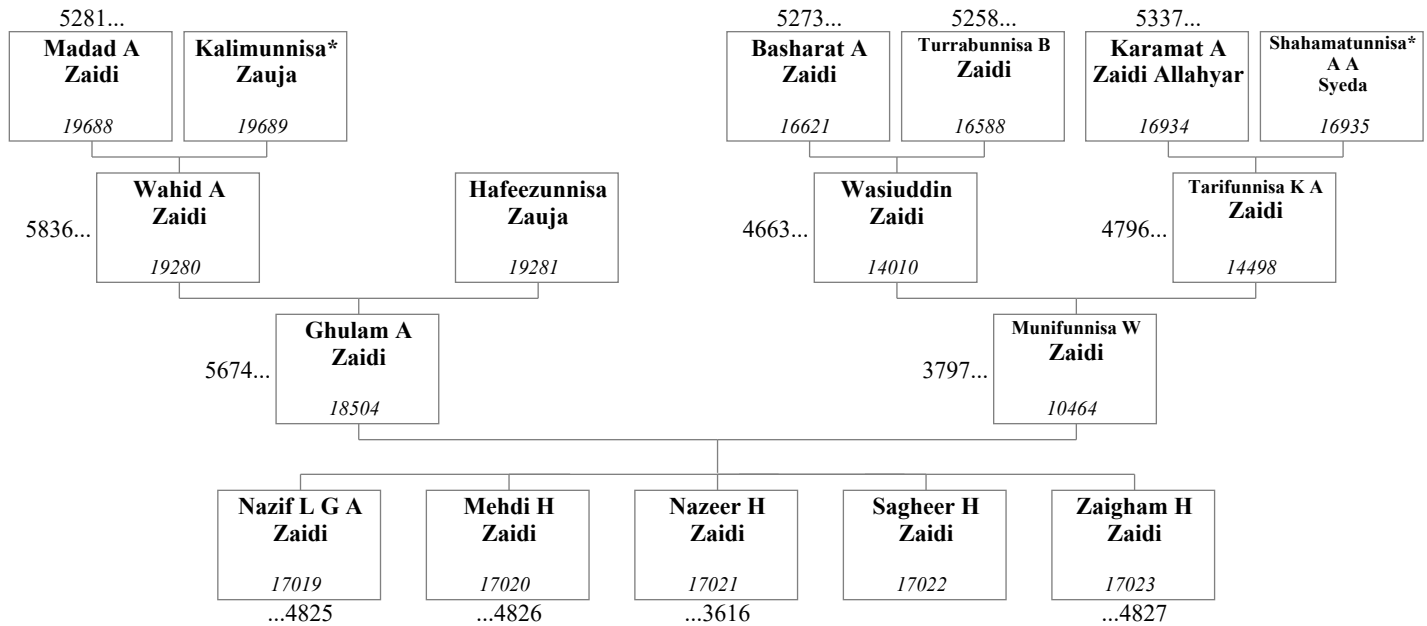 5281...
5273...
5258...
5337...
Madad A
Zaidi
19688
Kalimunnisa*
Zauja
19689
Basharat A
Zaidi
16621
Turrabunnisa B
Zaidi
16588
Karamat A
Zaidi Allahyar
16934
Shahamatunnisa*
A A
Syeda
16935
5836...
Wahid A
Zaidi
19280
Hafeezunnisa
Zauja
19281
4663...
Wasiuddin
Zaidi
14010
4796...
Tarifunnisa K A
Zaidi
14498
5674...
Ghulam A
Zaidi
18504
3797...
Munifunnisa W
Zaidi
10464
Nazif L G A
Zaidi
17019
...4825
Mehdi H
Zaidi
17020
...4826
Nazeer H
Zaidi
17021
...3616
Sagheer H
Zaidi
17022
Zaigham H
Zaidi
17023
...4827